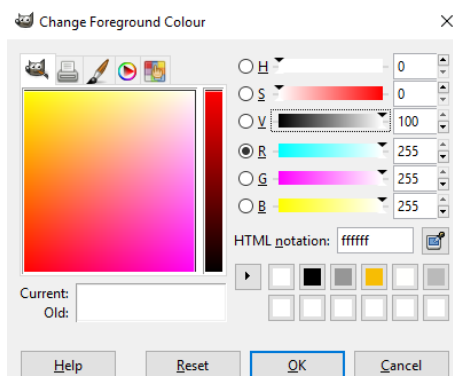 Change Foreground Colour
H 0
S 0
V 100
R 255
G 255
B 255
HTML notation: ffffff
Current:
Old:
Help Reset OK Cancel